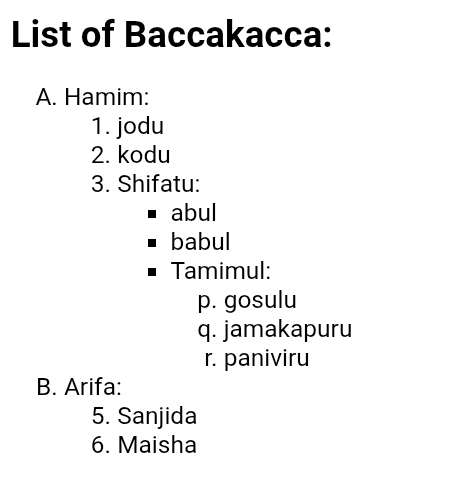 List of Baccakacca:
A. Hamim:
1. jodu
2. kodu
3. Shifatu:
▪ abul
▪ babul
▪ Tamimul:
p. gosulu
q. jamakapuru
r. paniviru
B. Arifa:
5. Sanjida
6. Maisha